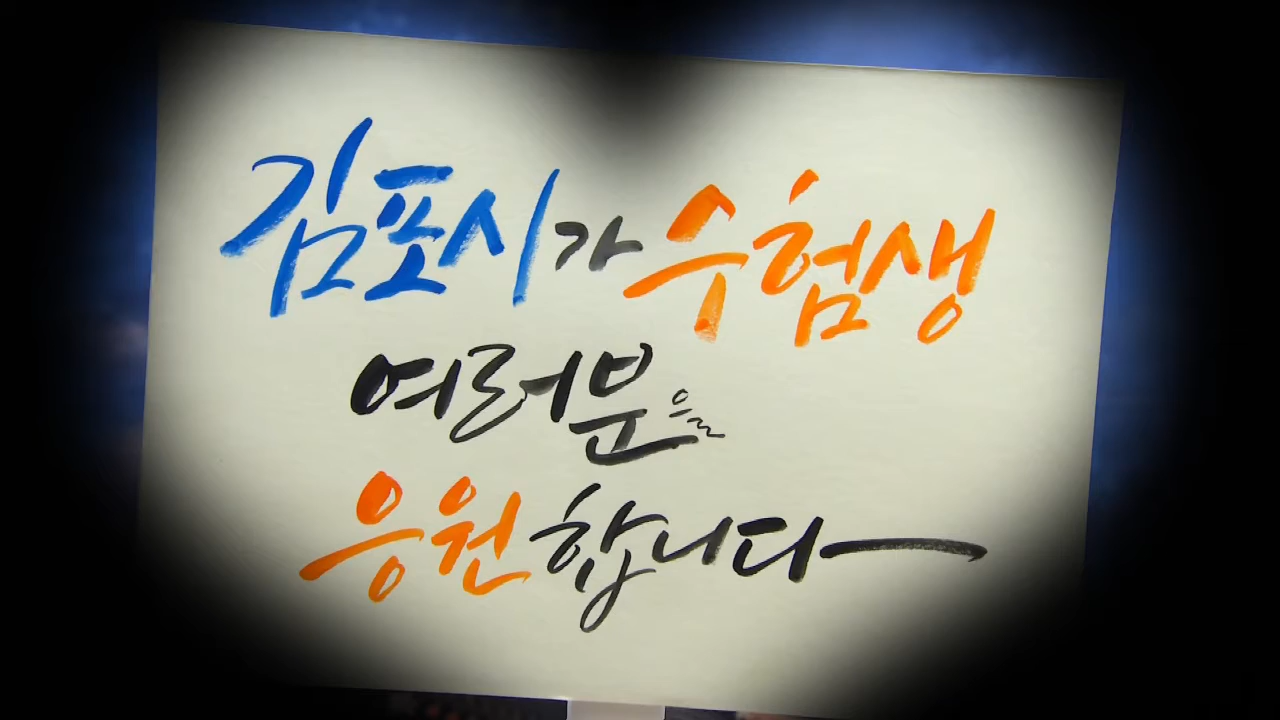 김포시가 수험생
여러분을
응원합니다